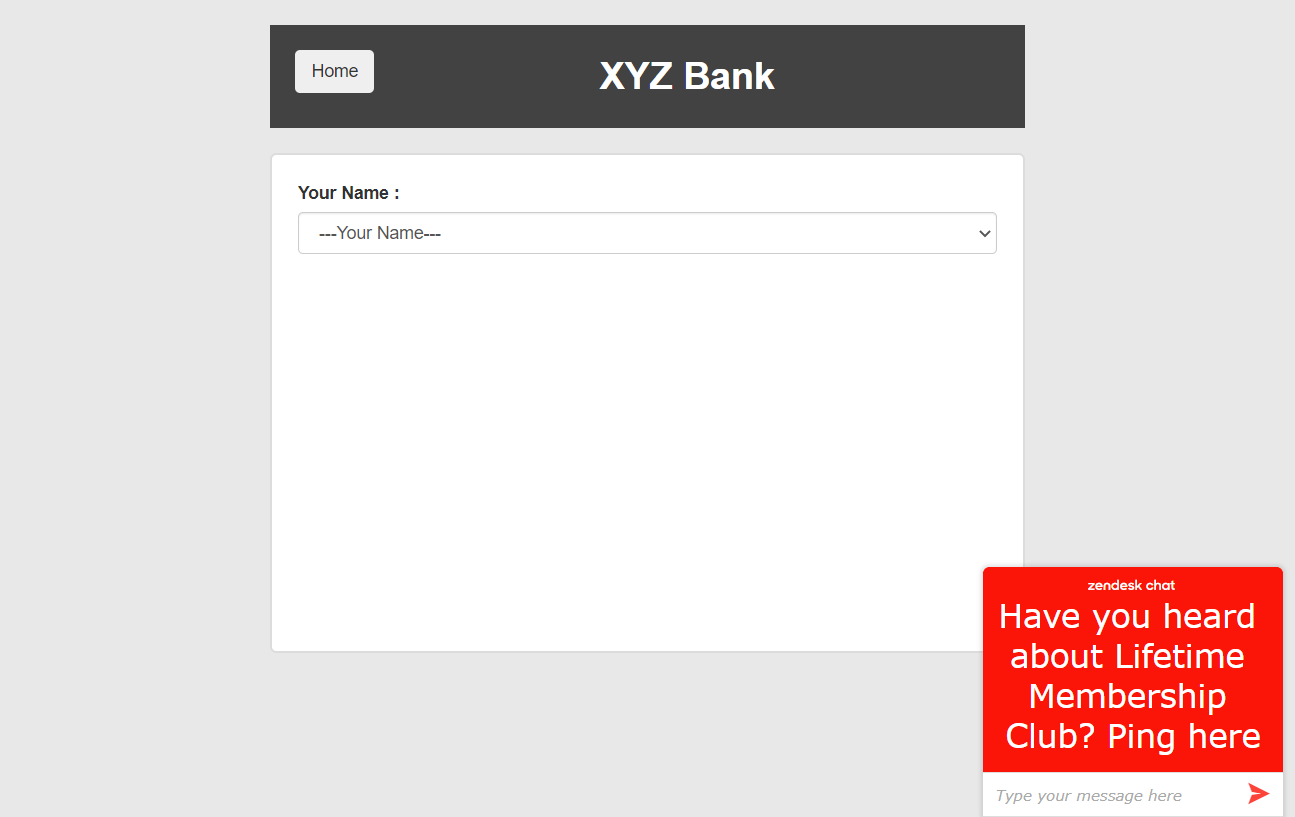 Home
XYZ Bank
Your Name :
---Your Name---
zendesk chat
Have you heard
about Lifetime
Membership
Club? Ping here
Type your message here